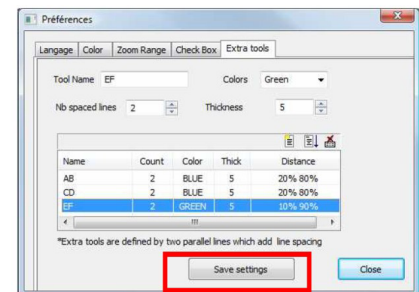 Préférences
Langage Color Zoom Range Check Box Extra tools
Tool Name EF Colors Green
Nb spaced lines 2 Thickness 5
Name Count Color Thick Distance
AB 2 BLUE 5 20% 80%
CD 2 BLUE 5 20% 80%
EF 2 GREEN 5 10% 90%
*Extra tools are defined by two parallel lines which add line spacing
Save settings Close